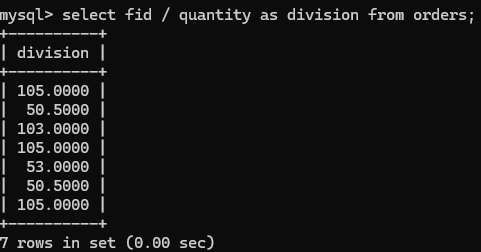 mysql> select fid / quantity as division from orders;
+----------+
| division |
+----------+
| 105.0000 |
|  50.5000 |
| 103.0000 |
| 105.0000 |
|  53.0000 |
|  50.5000 |
| 105.0000 |
+----------+
7 rows in set (0.00 sec)